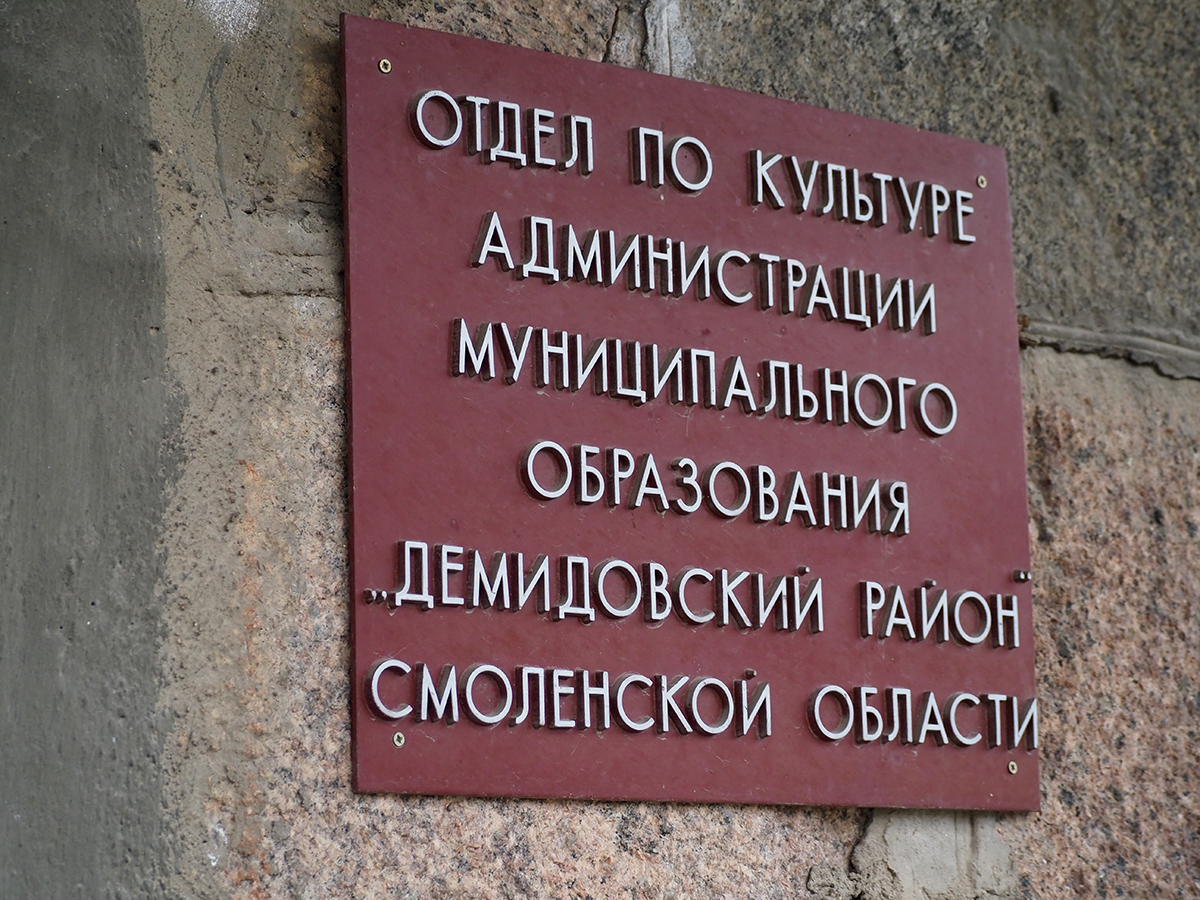 ОТДЕЛ ПО КУЛЬТУРЕ
АДМИНИСТРАЦИИ
МУНИЦИПАЛЬНОГО
ОБРАЗОВАНИЯ
„ДЕМИДОВСКИЙ РАЙОН"
СМОЛЕНСКОЙ ОБЛАСТИ